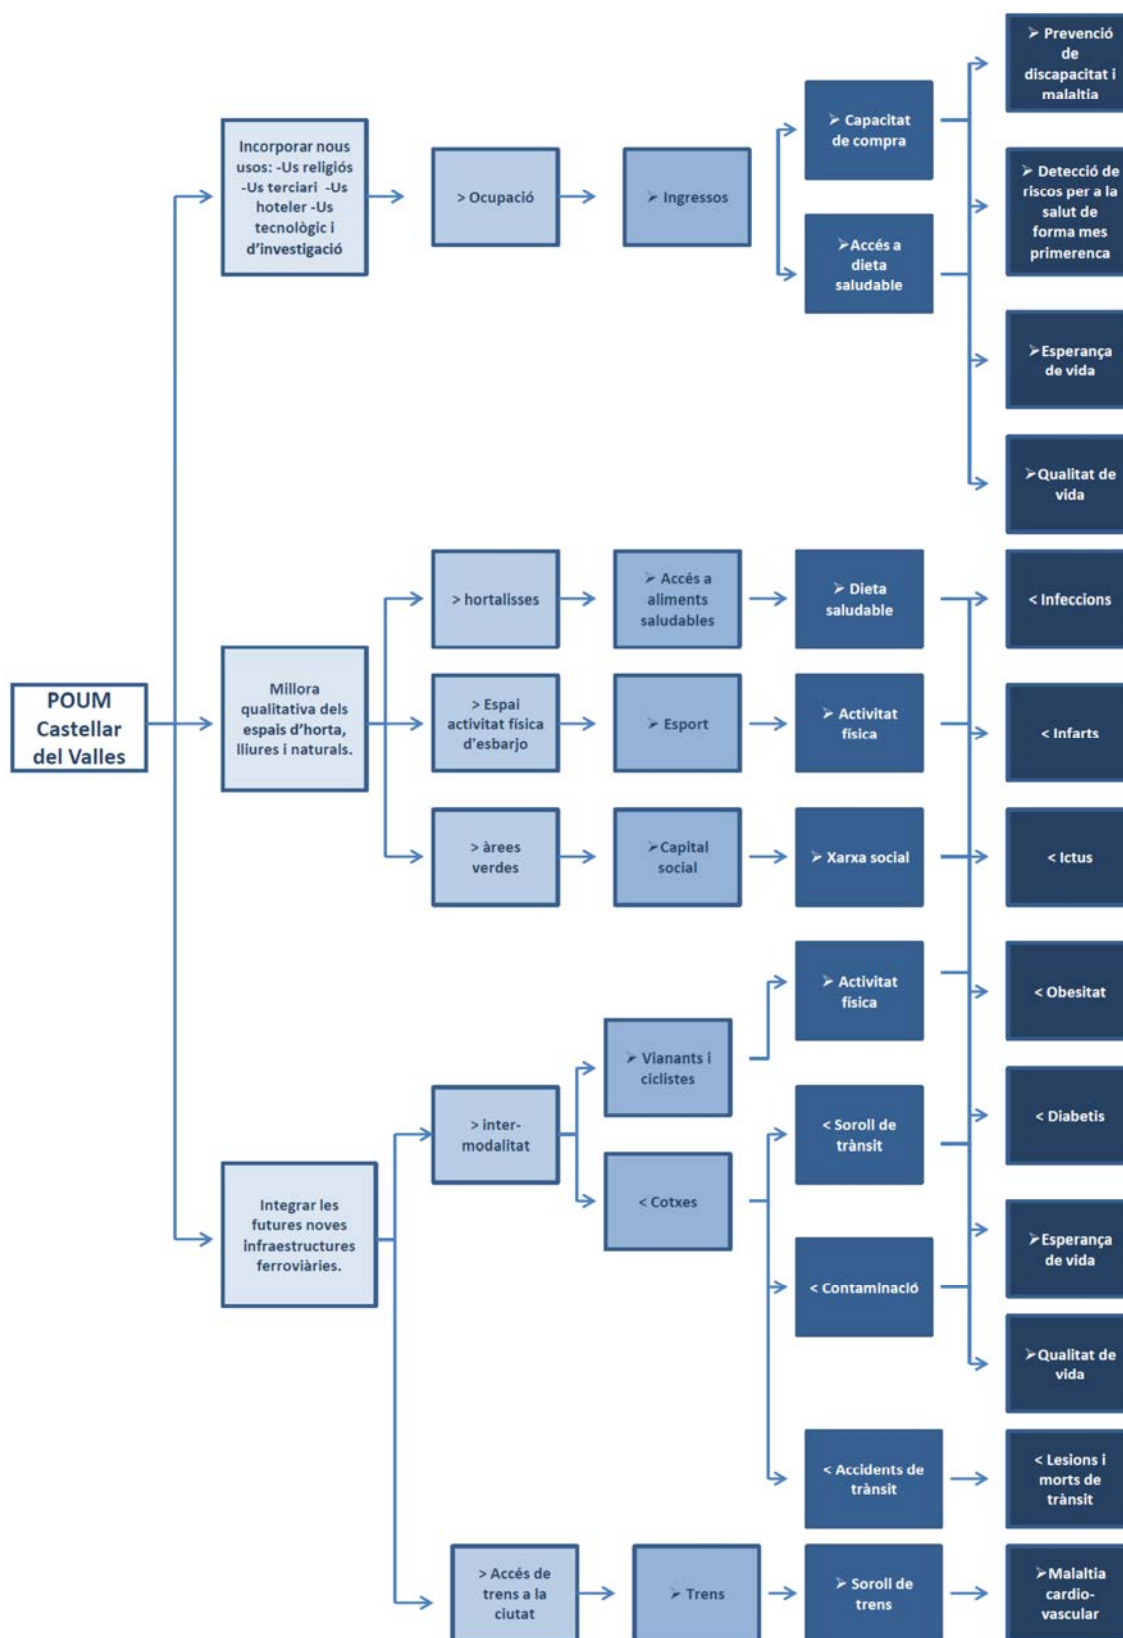 POUM
Castellar
del Valles
Incorporar nous
usos: -Us religiós
-Us terciari -Us
hoteler -Us
tecnològic i
d'investigació
> Ocupació
➢ Ingressos
➢ Capacitat
de compra
➢Accés a
dieta
saludable
➢ Prevenció
de
discapacitat i
malaltia
➢ Detecció de
riscos per a la
salut de
forma mes
primerenca
➢Esperança
de vida
➢Qualitat de
vida
Millora
qualitativa dels
espais d'horta,
lliures i naturals.
> hortalisses
➢ Accés a
aliments
saludables
➢ Dieta
saludable
> Espai
activitat física
d'esbarjo
➢ Esport
➢ Activitat
física
> àrees
verdes
➢Capital
social
➢ Xarxa social
< Infeccions
< Infarts
< Ictus
< Obesitat
< Diabetis
➢Esperança
de vida
➢Qualitat de
vida
Integrar les
futures noves
infraestructures
ferroviàries.
> inter-
modalitat
➢ Vianants i
ciclistes
➢ Activitat
física
< Cotxes
< Soroll de
trànsit
< Contaminació
< Accidents de
trànsit
< Lesions i
morts de
trànsit
> Accés de
trens a la
ciutat
➢ Trens
➢ Soroll de
trens
➢Malaltia
cardio-
vascular